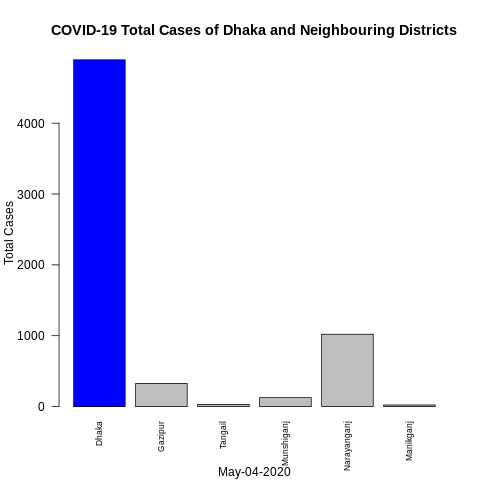 COVID-19 Total Cases of Dhaka and Neighbouring Districts
Total Cases
4000
3000
2000
1000
0
Dhaka
Gazipur
Tangail
Munshiganj
Narayanganj
Manikganj
May-04-2020